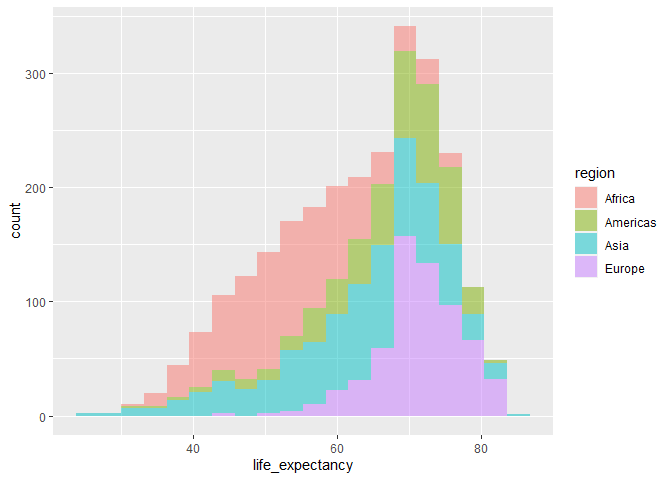 300
200
100
0
count
40
60
80
life_expectancy
region
Africa
Americas
Asia
Europe